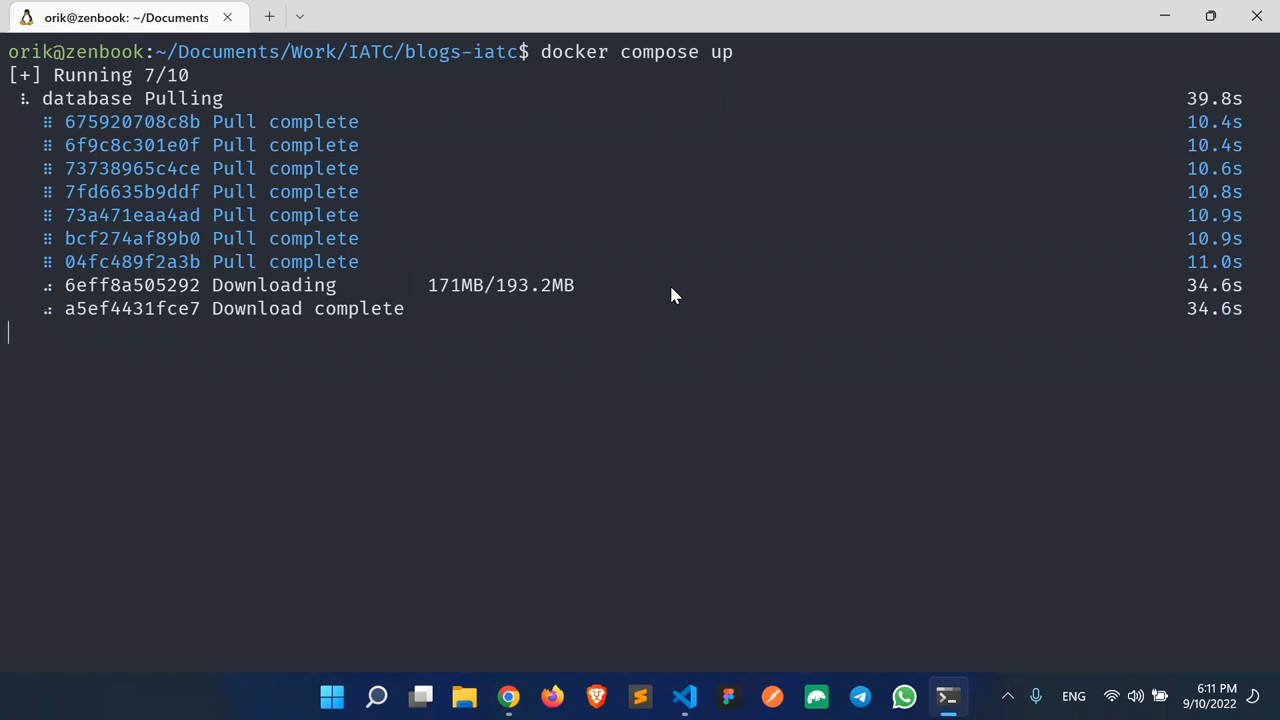 orik@zenbook: ~/Documents
orik@zenbook:~/Documents/Work/IATC/blogs-iatc$ docker compose up
[+] Running 7/10
database Pulling 39.8s
675920708c8b Pull complete 10.4s
6f9c8c301e0f Pull complete 10.4s
73738965c4ce Pull complete 10.6s
7fd6635b9ddf Pull complete 10.8s
73a471eaa4ad Pull complete 10.9s
bcf274af89b0 Pull complete 10.9s
04fc489f2a3b Pull complete 11.0s
6eff8a505292 Downloading 171MB/193.2MB 34.6s
a5ef4431fce7 Download complete 34.6s
ENG
6:11 PM
9/10/2022